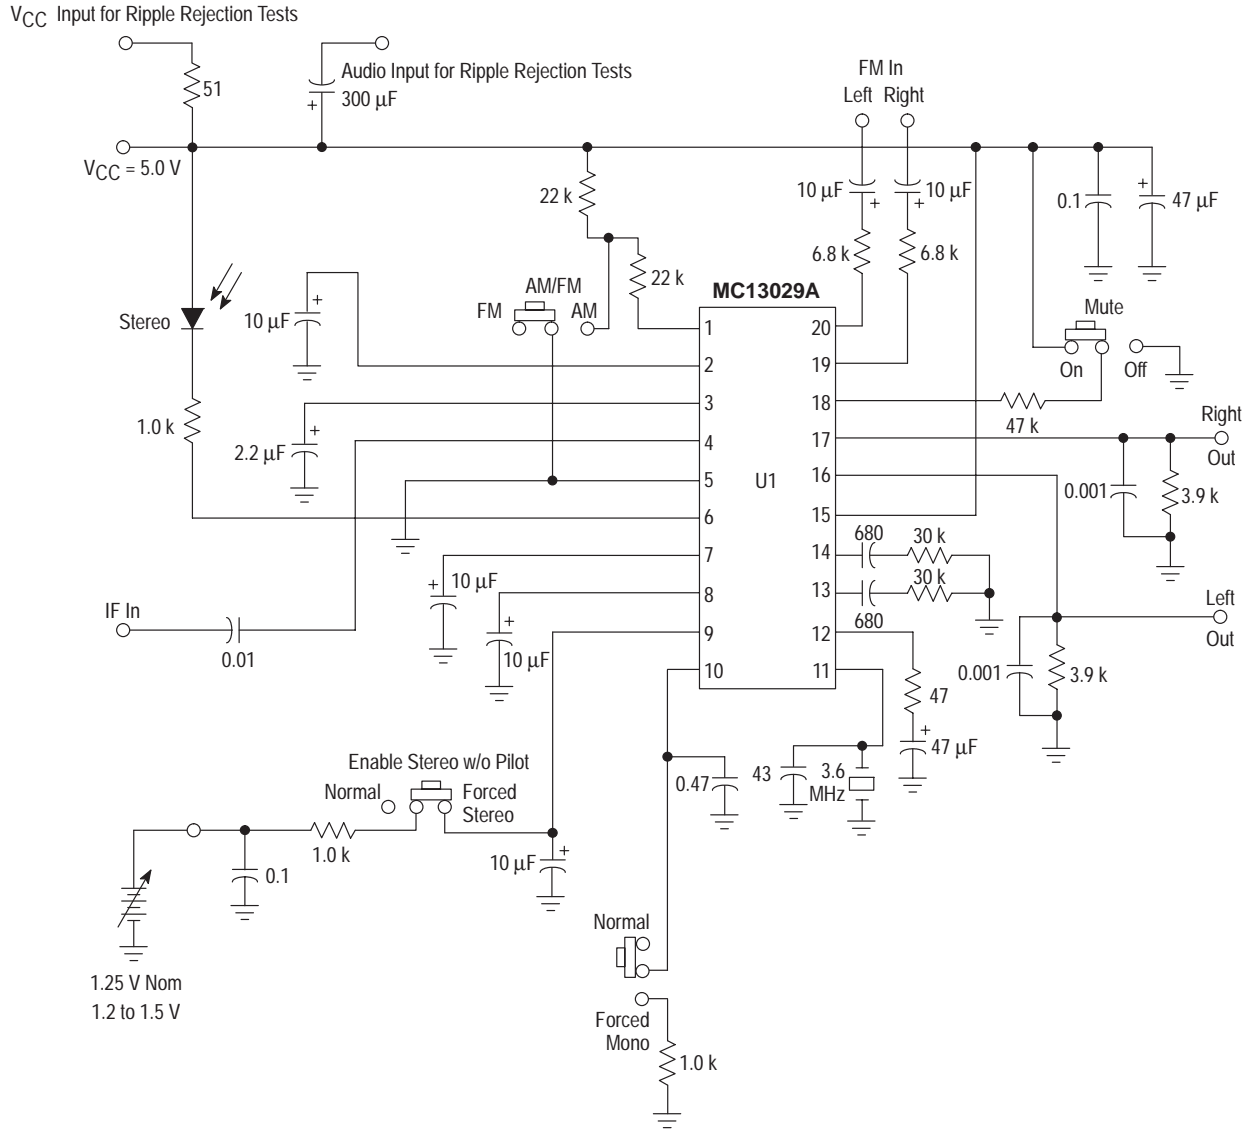 VCC Input for Ripple Rejection Tests
51
Audio Input for Ripple Rejection Tests
+ 300 µF
FM In
Left Right
VCC = 5.0 V
22 k
10 µF +
+ 10 µF
0.1
+ 47 µF
6.8 k
6.8 k
22 k
MC13029A
AM/FM
FM
AM
Stereo
10 µF +
Mute
On
Off
1
2
3
4
5
6
7
8
9
10
20
19
18
17
16
15
14
13
12
11
U1
1.0 k
2.2 µF +
47 k
Right
Out
0.001
3.9 k
680
30 k
30 k
680
+ 10 µF
+
10 µF
IF In
0.01
Left
Out
0.001
3.9 k
47
+
47 µF
0.47
43
3.6
MHz
Enable Stereo w/o Pilot
Normal
Forced
Stereo
1.0 k
0.1
10 µF +
1.25 V Nom
1.2 to 1.5 V
Normal
Forced
Mono
1.0 k